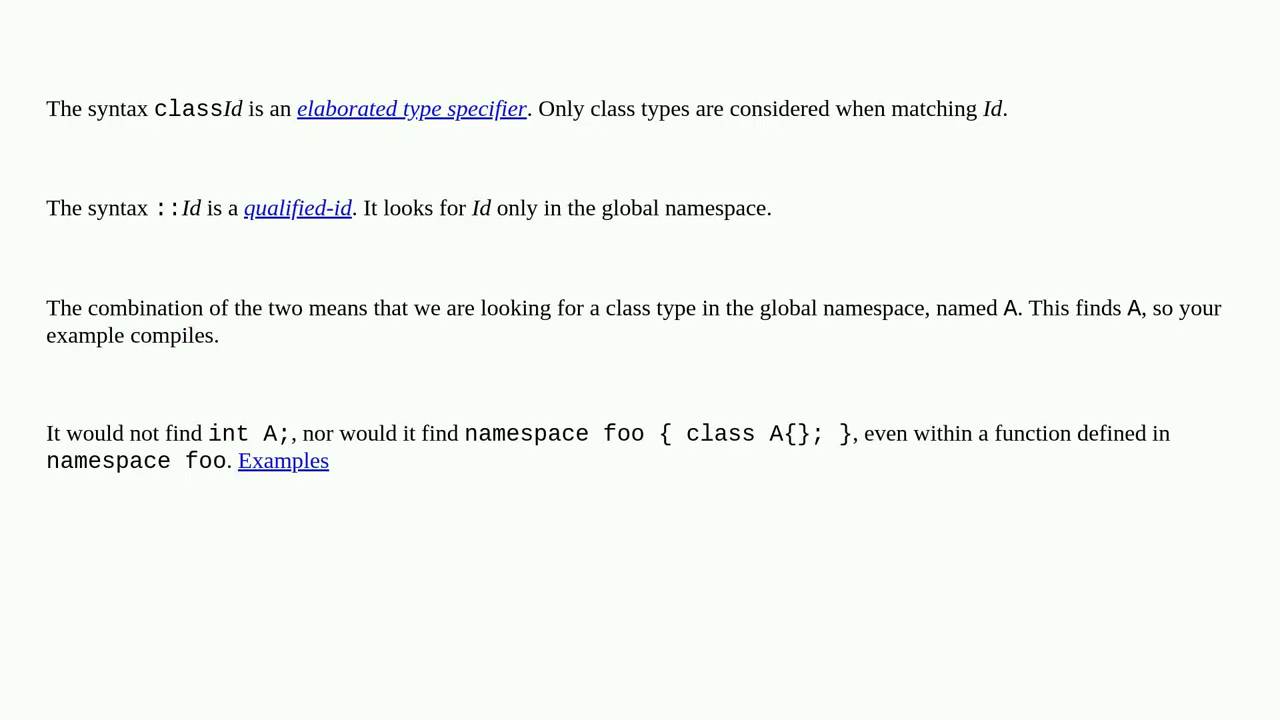 The syntax classId is an elaborated type specifier. Only class types are considered when matching Id.
The syntax ::Id is a qualified-id. It looks for Id only in the global namespace.
The combination of the two means that we are looking for a class type in the global namespace, named A. This finds A, so your
example compiles.
It would not find int A;, nor would it find namespace foo { class A{}; }, even within a function defined in
namespace foo. Examples